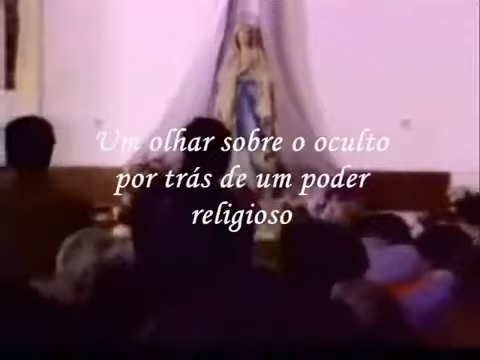 Um olhar sobre o oculto
por trás de um poder
religioso